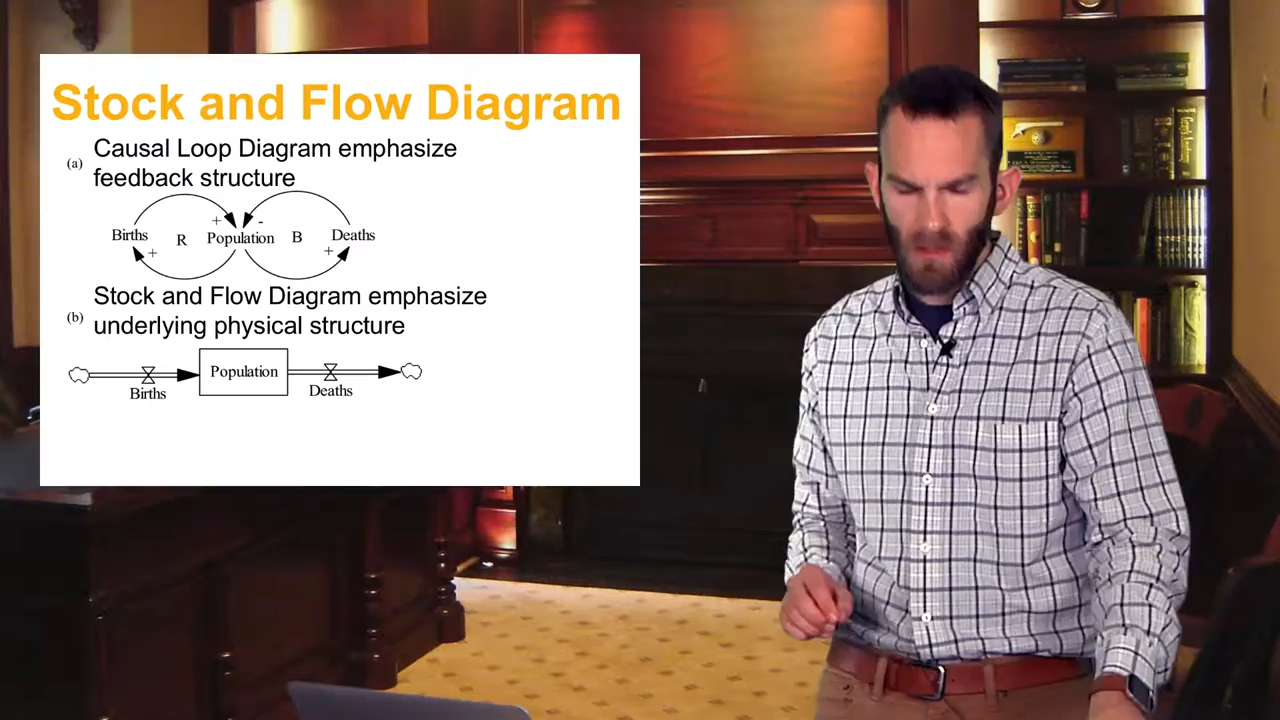 Stock and Flow Diagram
(a) Causal Loop Diagram emphasize
feedback structure
+ -
Births R Population B Deaths
+ +
Stock and Flow Diagram emphasize
(b) underlying physical structure
Population
Births Deaths